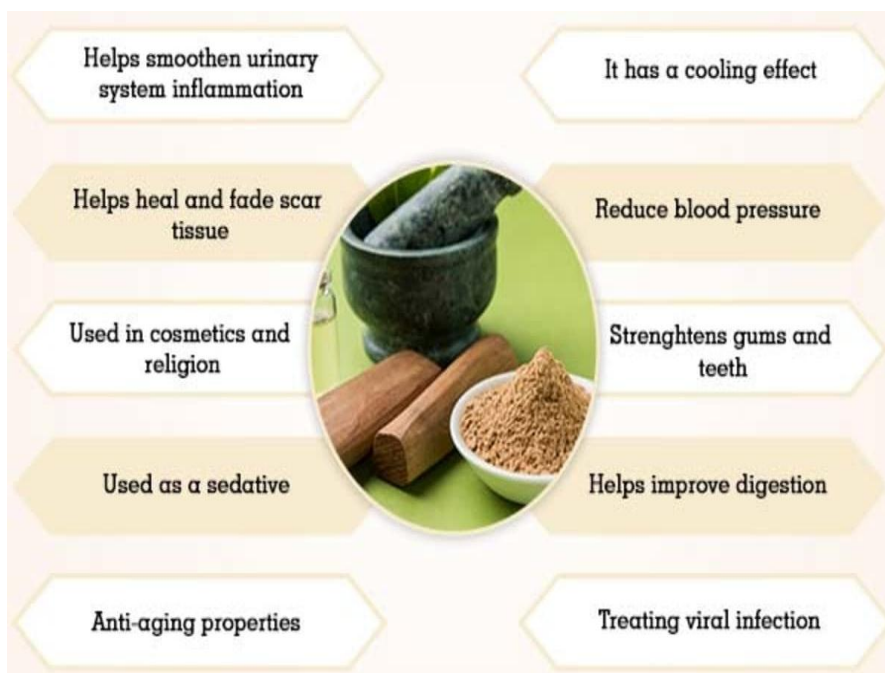 Helps smoothen urinary
system inflammation
It has a cooling effect
Helps heal and fade scar
tissue
Reduce blood pressure
Used in cosmetics and
religion
Strenghtens gums and
teeth
Used as a sedative
Helps improve digestion
Anti-aging properties
Treating viral infection